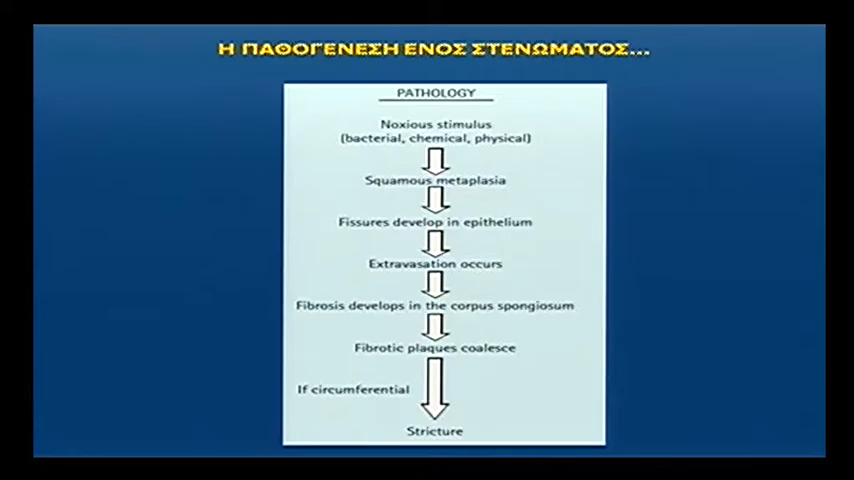 Η ΠΑΘΟΓΕΝΕΣΗ ΕΝΟΣ ΣΤΕΝΩΜΑΤΟΣ...
PATHOLOGY
Noxious stimulus
(bacterial, chemical, physical)
Squamous metaplasia
Fissures develop in epithelium
Extravasation occurs
Fibrosis develops in the corpus spongiosum
Fibrotic plaques coalesce
If circumferential
Stricture